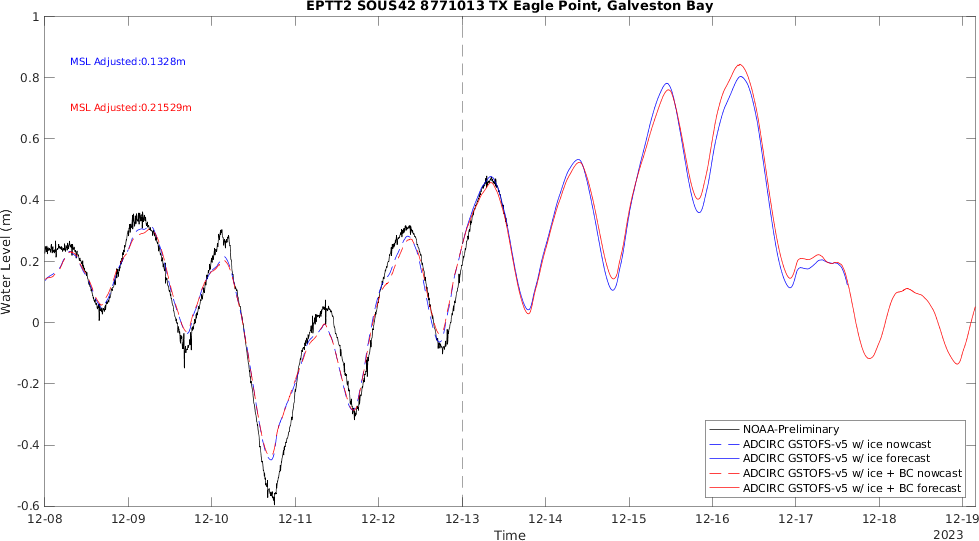 EPTT2 SOUS42 8771013 TX Eagle Point, Galveston Bay
MSL Adjusted:0.1328m
MSL Adjusted:0.21529m
Water Level (m)
1
0.8
0.6
0.4
0.2
0
-0.2
-0.4
-0.6
NOAA-Preliminary
ADCIRC GSTOFS-v5 w/ ice nowcast
ADCIRC GSTOFS-v5 w/ ice forecast
ADCIRC GSTOFS-v5 w/ ice + BC nowcast
ADCIRC GSTOFS-v5 w/ ice + BC forecast
12-08 12-09 12-10 12-11 12-12 12-13 12-14 12-15 12-16 12-17 12-18 12-19
Time
2023